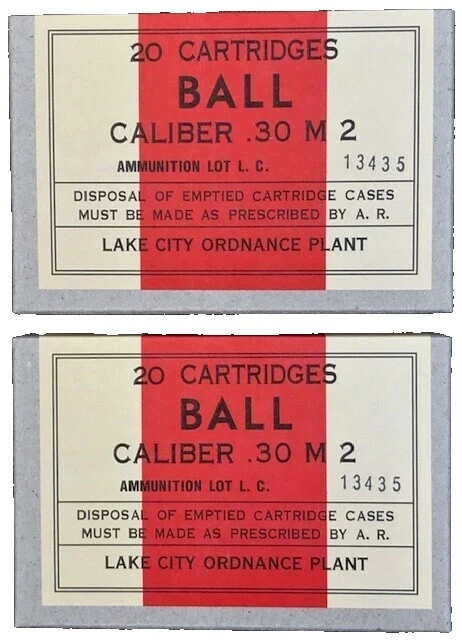 20 CARTRIDGES
BALL
CALIBER .30 M 2
AMMUNITION LOT L. C. 13435
DISPOSAL OF EMPTIED CARTRIDGE CASES
MUST BE MADE AS PRESCRIBED BY A. R.
LAKE CITY ORDNANCE PLANT
20 CARTRIDGES
BALL
CALIBER .30 M 2
AMMUNITION LOT L. C. 13435
DISPOSAL OF EMPTIED CARTRIDGE CASES
MUST BE MADE AS PRESCRIBED BY A. R.
LAKE CITY ORDNANCE PLANT